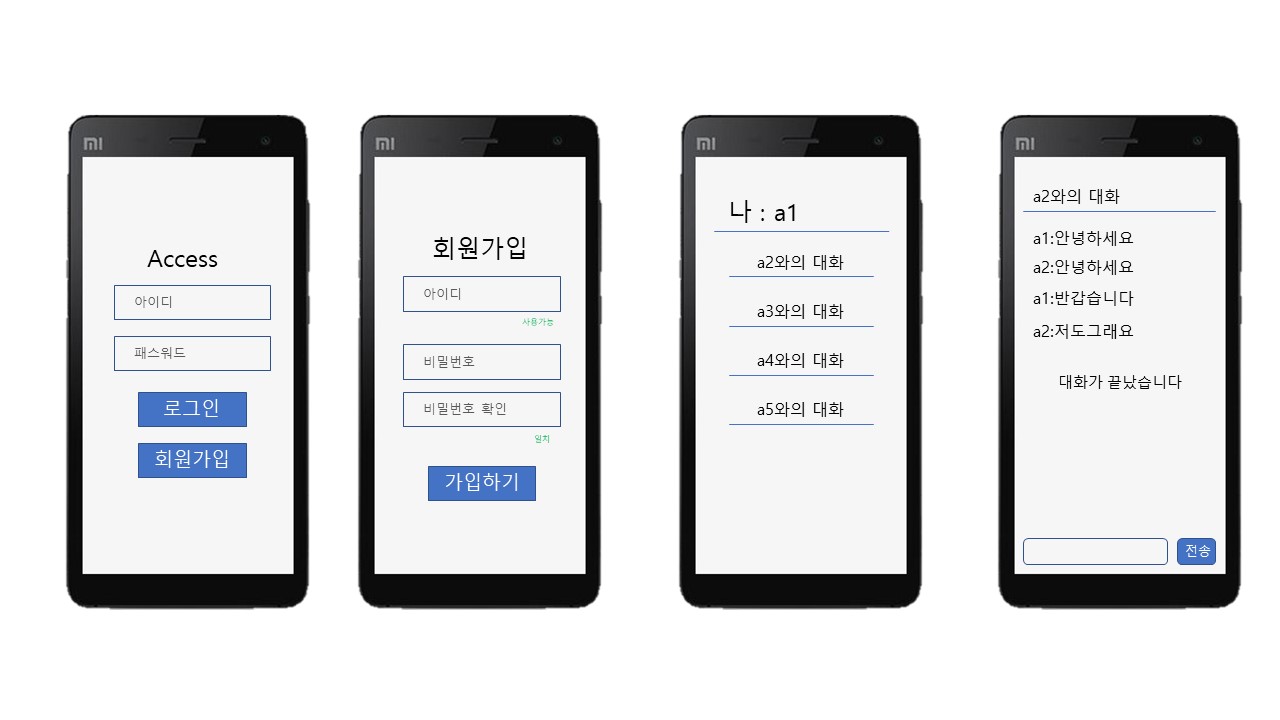 MI
Access
아이디
패스워드
로그인
회원가입
MI
회원가입
아이디
사용가능
비밀번호
비밀번호 확인
일치
가입하기
MI
나 : a1
a2와의 대화
a3와의 대화
a4와의 대화
a5와의 대화
MI
a2와의 대화
a1:안녕하세요
a2:안녕하세요
a1:반갑습니다
a2:저도그래요
대화가 끝났습니다
전송